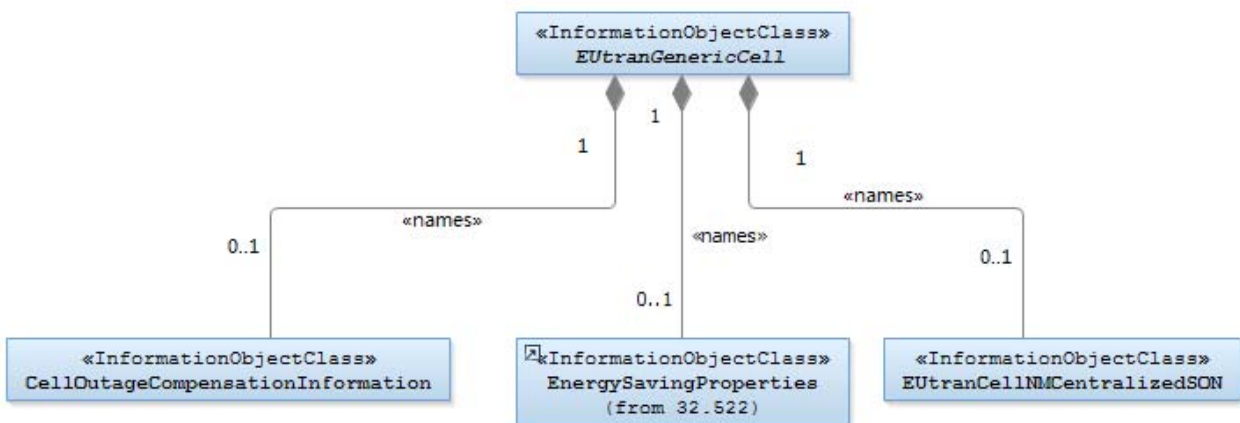 «InformationObjectClass»
EUtranGenericCell
1
1
1
«names»
«names»
«names»
0..1
0..1
0..1
«InformationObjectClass»
CellOutageCompensationInformation
«InformationObjectClass»
EnergySavingProperties
(from 32.522)
«InformationObjectClass»
EUtranCellNMCentralizedSON